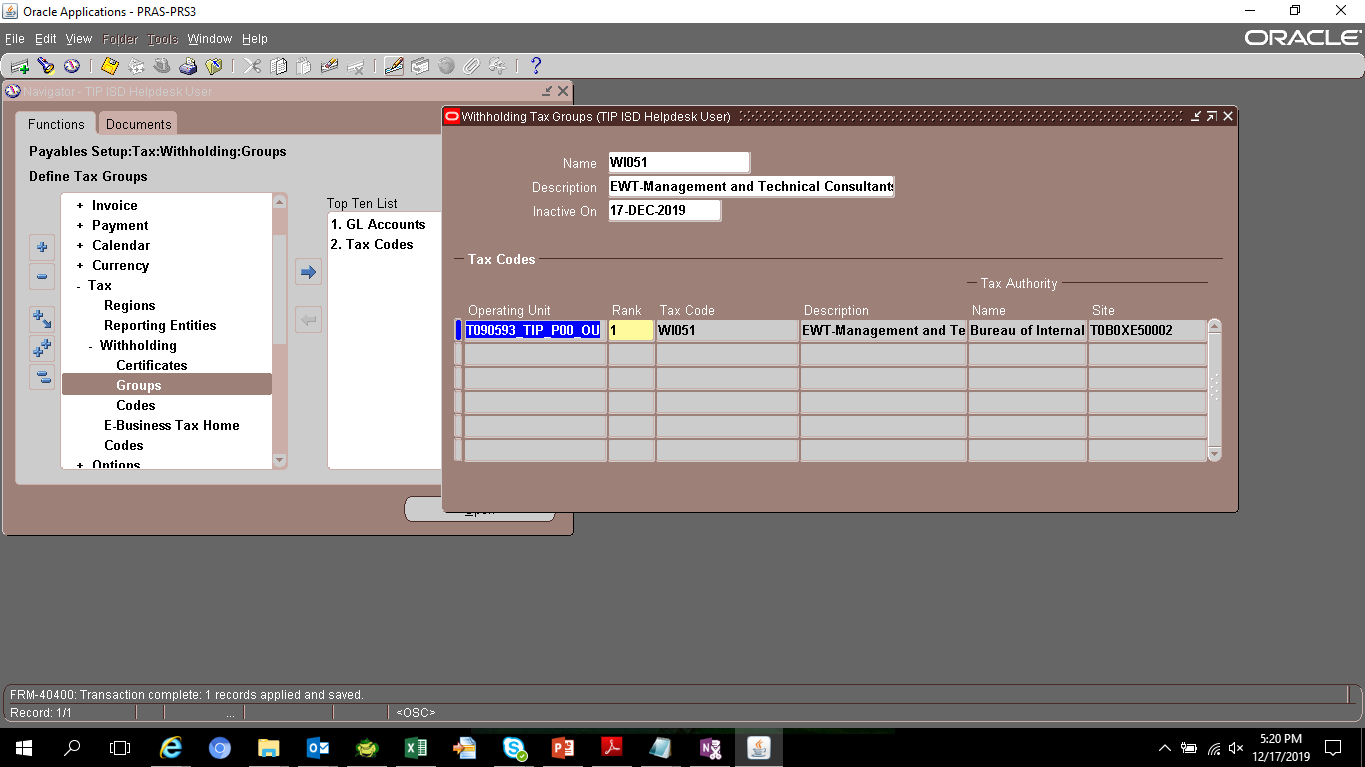 Oracle Applications - PRAS-PRS3
File Edit View Folder Tools Window Help
ORACLE
Navigator - TIP ISD Helpdesk User
Functions Documents
Payables Setup:Tax:Withholding:Groups
Define Tax Groups
+ Invoice
+ Payment
+ Calendar
+ Currency
- Tax
Regions
Reporting Entities
- Withholding
Certificates
Groups
Codes
E-Business Tax Home
Codes
+ Options
Top Ten List
1. GL Accounts
2. Tax Codes
Open
Withholding Tax Groups (TIP ISD Helpdesk User)
Name WI051
Description EWT-Management and Technical Consultants
Inactive On 17-DEC-2019
Tax Codes
Tax Authority
Operating Unit Rank Tax Code Description Name Site
T090593_TIP_P00_OU 1 WI051 EWT-Management and Te Bureau of Internal T0B0XE50002
FRM-40400: Transaction complete: 1 records applied and saved.
Record: 1/1 ... <OSC>
5:20 PM
12/17/2019